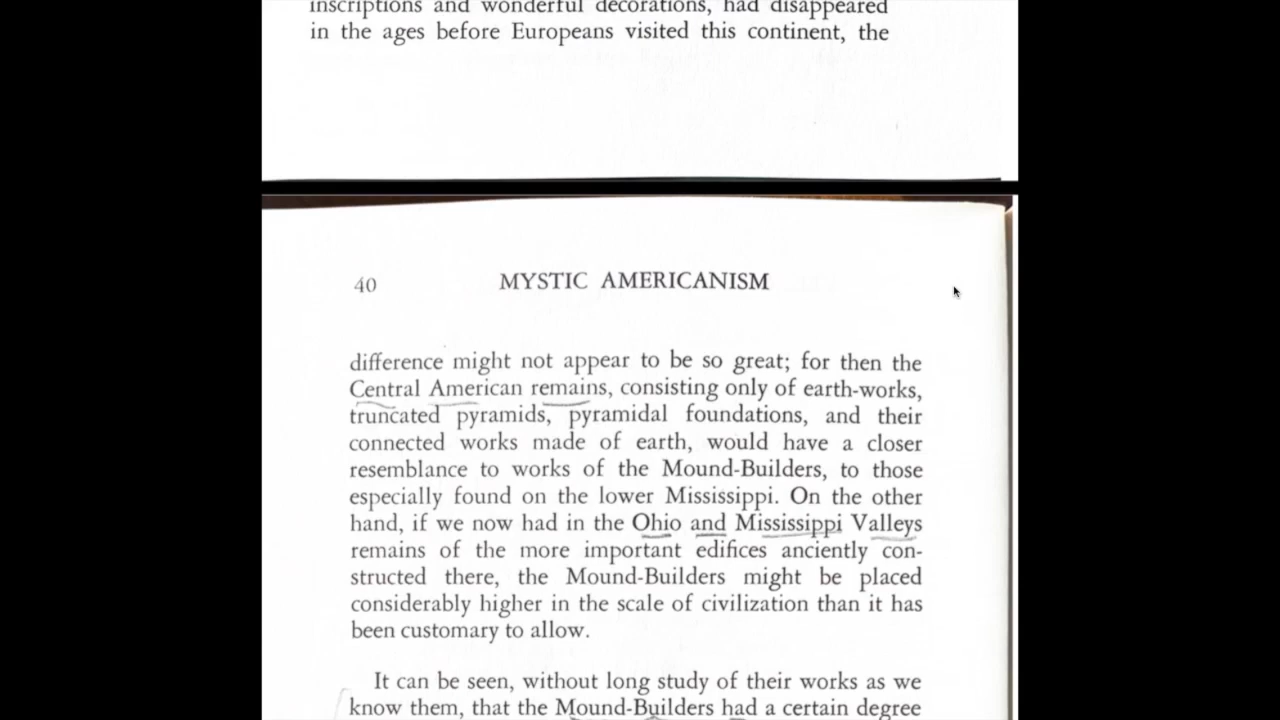 inscriptions and wonderful decorations, had disappeared
in the ages before Europeans visited this continent, the
40 MYSTIC AMERICANISM
difference might not appear to be so great; for then the
Central American remains, consisting only of earth-works,
truncated pyramids, pyramidal foundations, and their
connected works made of earth, would have a closer
resemblance to works of the Mound-Builders, to those
especially found on the lower Mississippi. On the other
hand, if we now had in the Ohio and Mississippi Valleys
remains of the more important edifices anciently con-
structed there, the Mound-Builders might be placed
considerably higher in the scale of civilization than it has
been customary to allow.
It can be seen, without long study of their works as we
know them, that the Mound-Builders had a certain degree